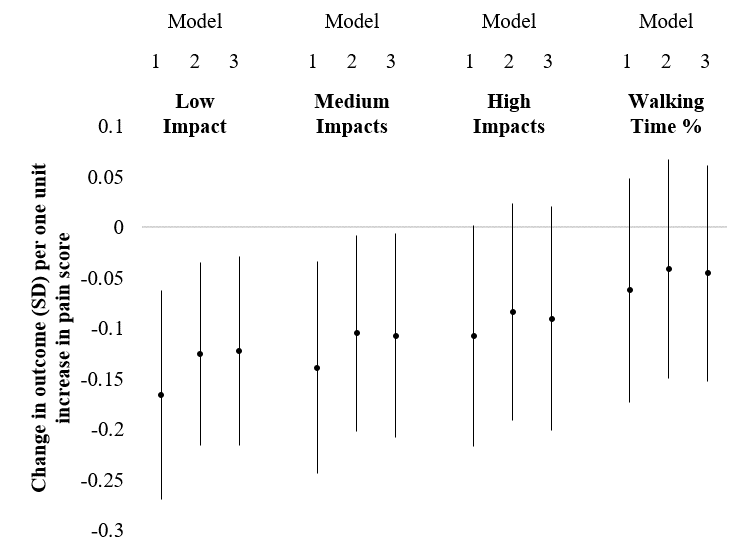 Model Model Model Model
1 2 3 1 2 3 1 2 3 1 2 3
Low Medium High Walking
Impact Impacts Impacts Time %
0.1
0.05
0
-0.05
-0.1
-0.15
-0.2
-0.25
-0.3
Change in outcome (SD) per one unit
increase in pain score